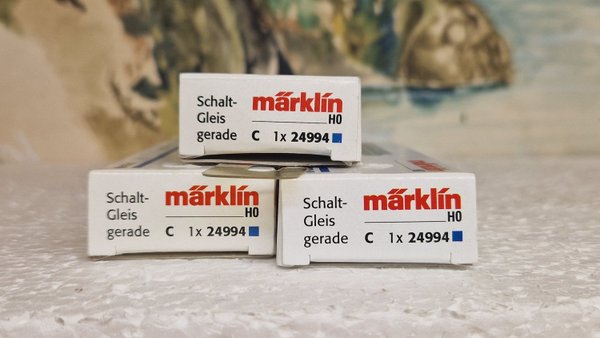 Schalt-
Gleis
gerade
märklin
H0
C 1x 24994
Schalt-
Gleis
gerade
märklin
H0
C 1x 24994
Schalt-
Gleis
gerade
märklin
H0
C 1x 24994